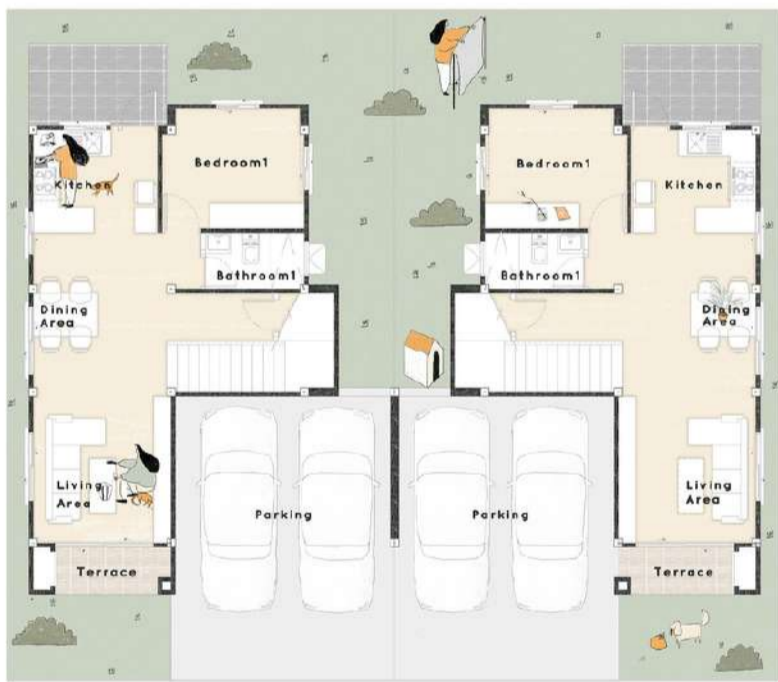 Bedroom1
Bedroom1
Kitchen
Kitchen
Bathroom1
Bathroom1
Dining
Area
Dining
Area
Living
Area
Living
Area
Parking
Parking
Terrace
Terrace